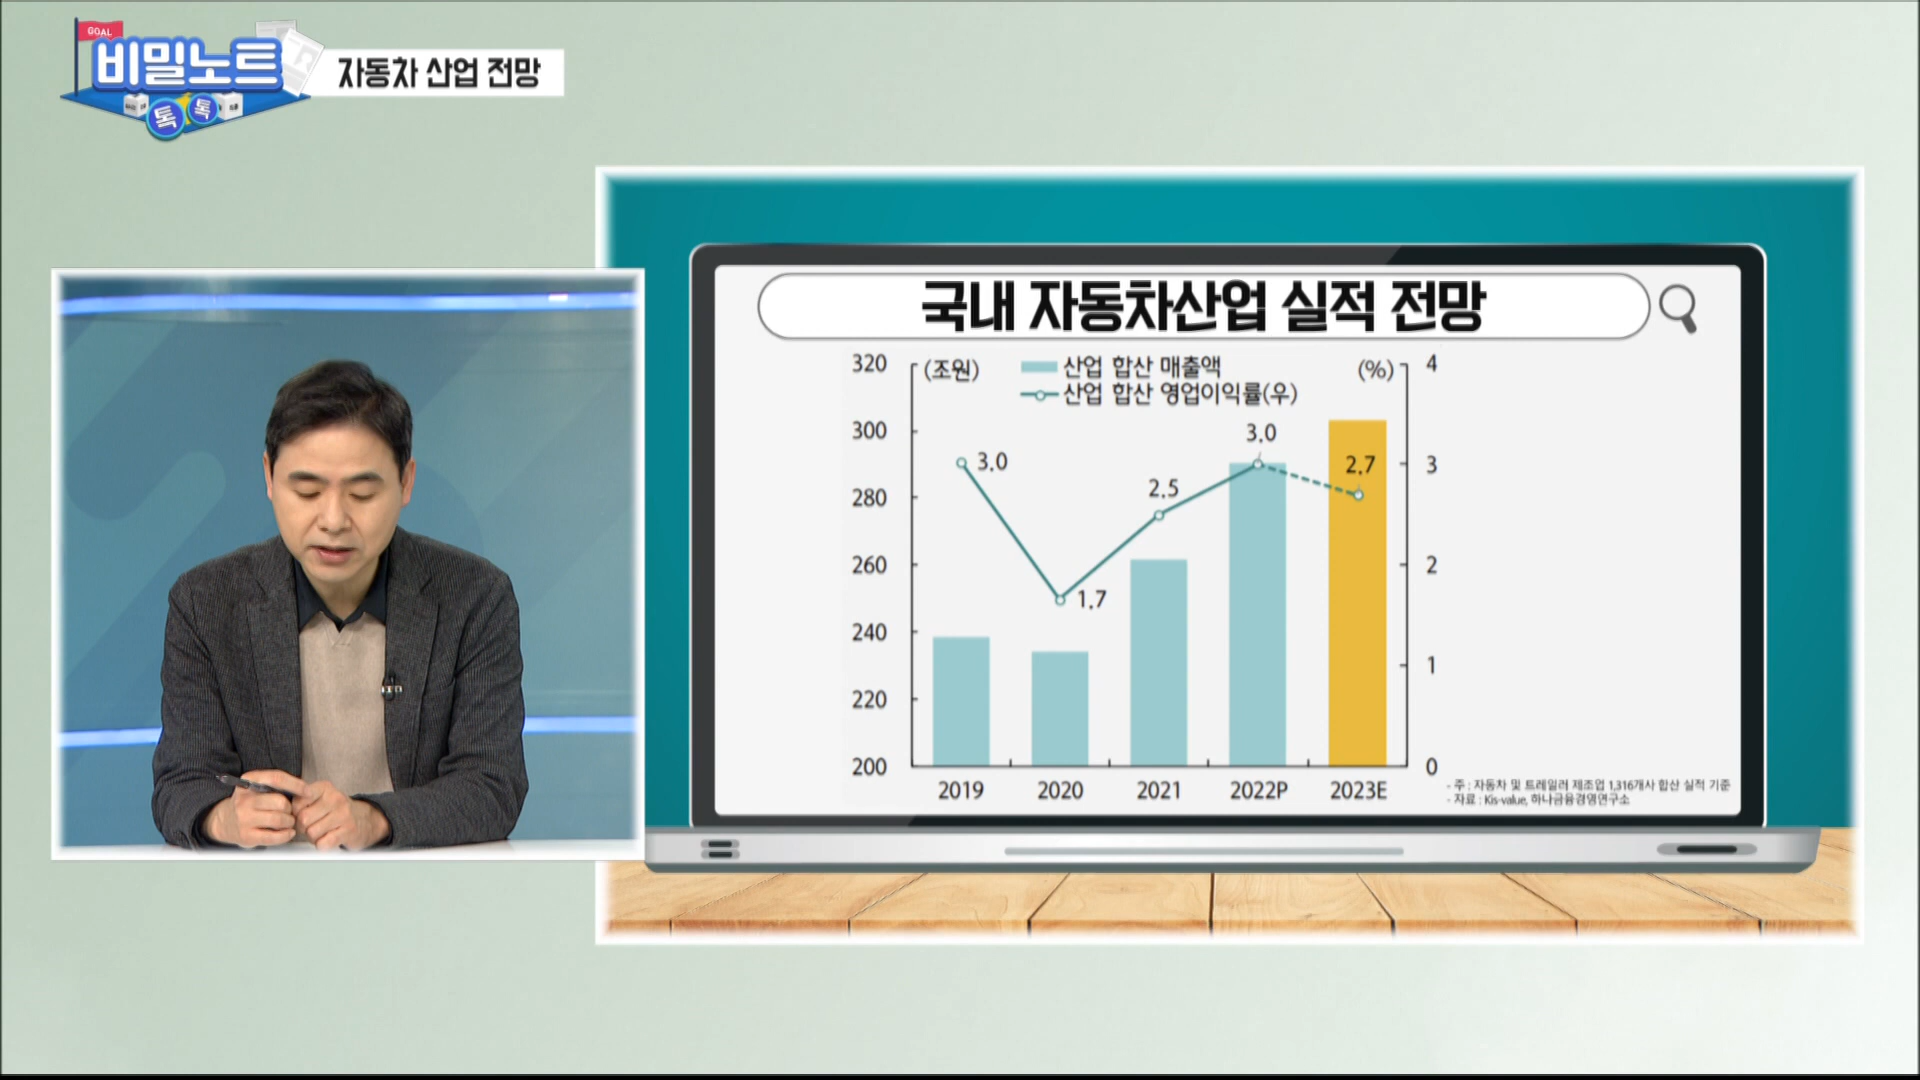 GOAL
비밀노트
톡톡
자동차 산업 전망
국내 자동차산업 실적 전망
(조원)
산업 합산 매출액
산업 합산 영업이익률(우)
(%)
320
300
280
260
240
220
200
4
3
2
1
0
3.0
1.7
2.5
3.0
2.7
2019 2020 2021 2022P 2023E
- 주 : 자동차 및 트레일러 제조업 1,316개사 합산 실적 기준
- 자료 : Kis-value, 하나금융경영연구소